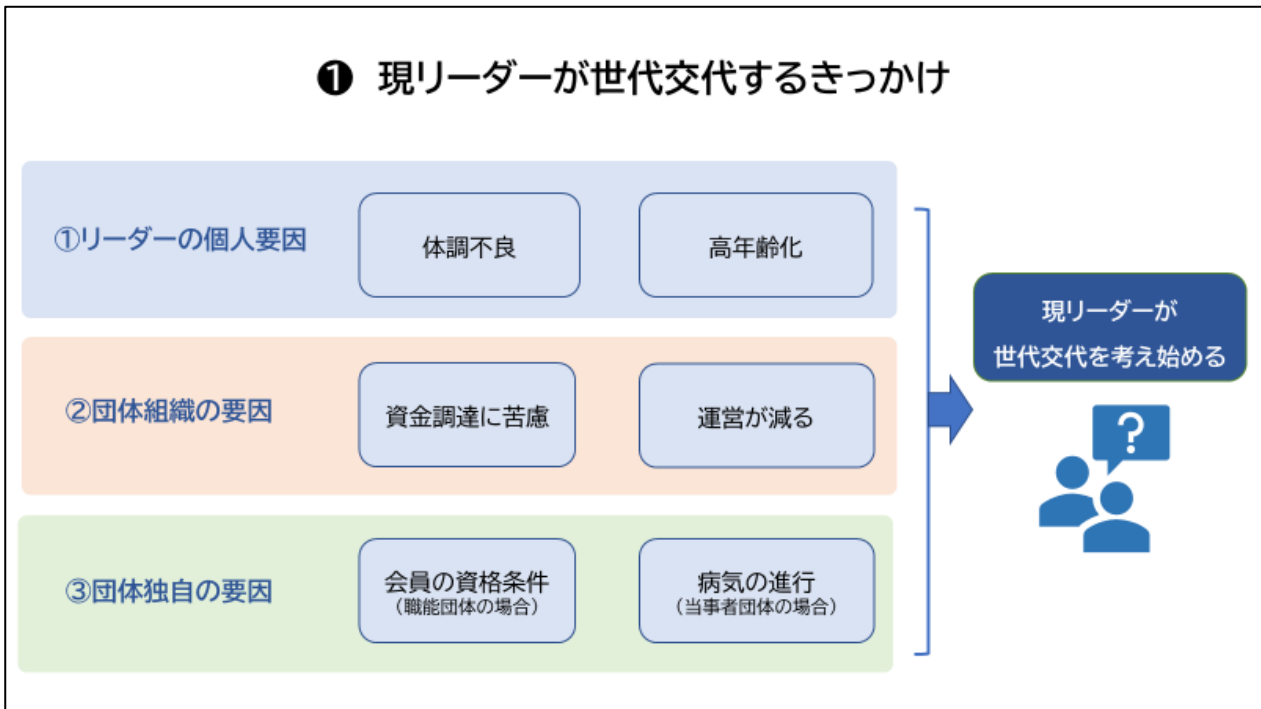 ❶ 現リーダーが世代交代するきっかけ
①リーダーの個人要因
体調不良
高年齢化
②団体組織の要因
資金調達に苦慮
運営が減る
③団体独自の要因
会員の資格条件
(職能団体の場合)
病気の進行
(当事者団体の場合)
現リーダーが
世代交代を考え始める
?